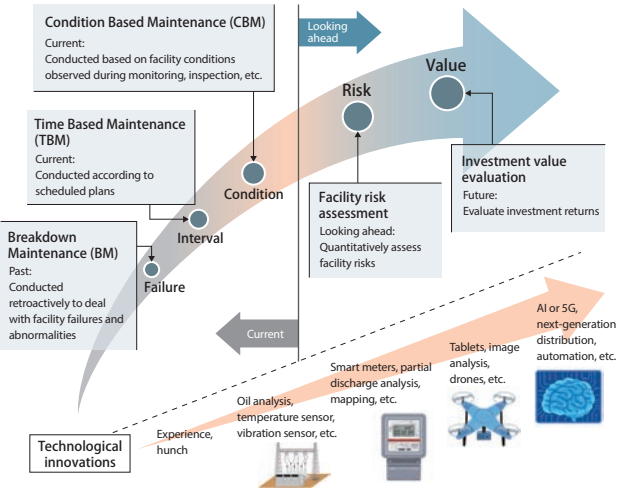 Condition Based Maintenance (CBM)
Current:
Conducted based on facility conditions
observed during monitoring, inspection, etc.
Looking
ahead
Time Based Maintenance
(TBM)
Current:
Conducted according to
scheduled plans
Breakdown
Maintenance (BM)
Past:
Conducted
retroactively to deal
with facility failures and
abnormalities
Failure
Interval
Condition
Risk
Value
Facility risk
assessment
Looking ahead:
Quantitatively assess
facility risks
Investment value
evaluation
Future:
Evaluate investment returns
Current
Technological
innovations
Experience,
hunch
Oil analysis,
temperature sensor,
vibration sensor, etc.
Smart meters, partial
discharge analysis,
mapping, etc.
Tablets, image
analysis,
drones, etc.
AI or 5G,
next-generation
distribution,
automation, etc.